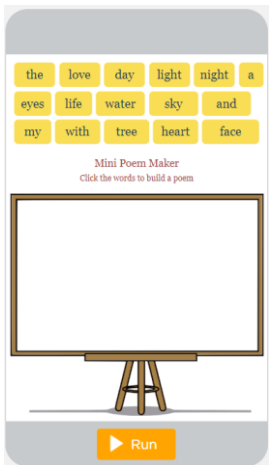 the love day light night a
eyes life water sky and
my with tree heart face
Mini Poem Maker
Click the words to build a poem
Run